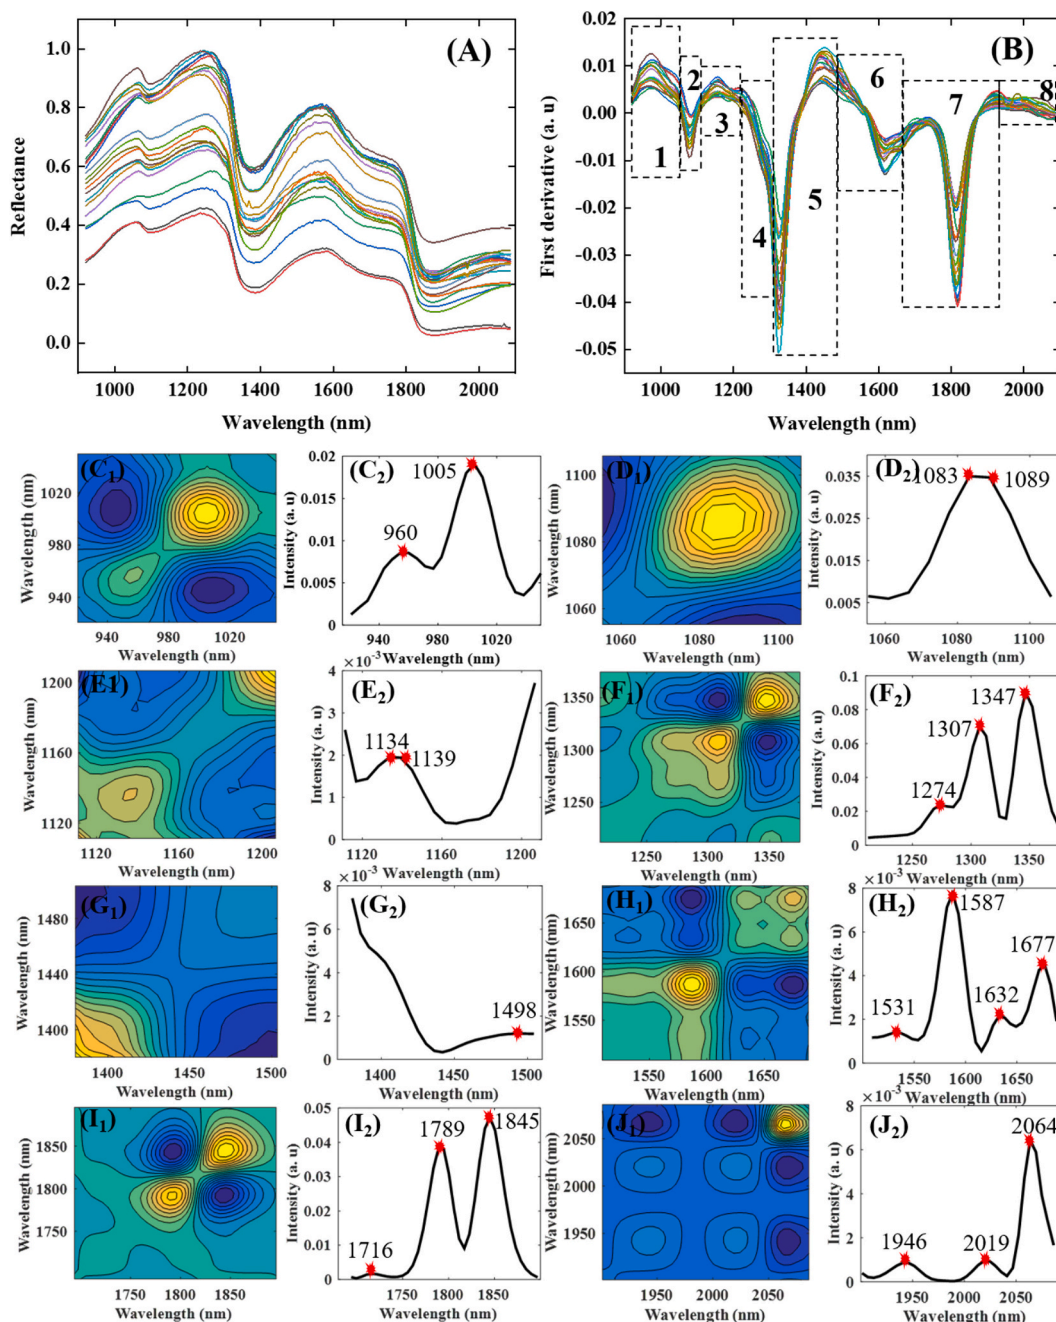 (A)
Reflectance
1.0
0.8
0.6
0.4
0.2
0.0
1000 1200 1400 1600 1800 2000
Wavelength (nm)
(B)
First derivative (a. u)
0.02
0.01
0.00
-0.01
-0.02
-0.03
-0.04
-0.05
1 2 3 4 5 6 7 8
1000 1200 1400 1600 1800 2000
Wavelength (nm)
(C1)
Wavelength (nm)
1020
980
940
940 980 1020
Wavelength (nm)
(C2)
Intensity (a. u)
0.02
0.015
0.01
0.005
0
960
1005
940 980 1020
Wavelength (nm)
(D1)
Wavelength (nm)
1100
1080
1060
1060 1080 1100
Wavelength (nm)
(D2)
Intensity (a. u)
0.035
0.025
0.015
0.005
1083
1089
1060 1080 1100
Wavelength (nm)
(E1)
Wavelength (nm)
1200
1160
1120
1120 1160 1200
Wavelength (nm)
(E2)
×10-3
Intensity (a. u)
4
3
2
1
0
1134
1139
1120 1160 1200
Wavelength (nm)
(F1)
Wavelength (nm)
1350
1300
1250
1250 1300 1350
Wavelength (nm)
(F2)
Intensity (a. u)
0.1
0.08
0.06
0.04
0.02
0
1274
1307
1347
1250 1300 1350
Wavelength (nm)
(G1)
Wavelength (nm)
1480
1440
1400
1400 1450 1500
Wavelength (nm)
(G2)
×10-3
Intensity (a. u)
8
6
4
2
0
1498
1400 1450 1500
Wavelength (nm)
(H1)
Wavelength (nm)
1650
1600
1550
1550 1600 1650
Wavelength (nm)
(H2)
×10-3
Intensity (a. u)
8
6
4
2
0
1531
1587
1632
1677
1550 1600 1650
Wavelength (nm)
(I1)
Wavelength (nm)
1850
1800
1750
1750 1800 1850
Wavelength (nm)
(I2)
Intensity (a. u)
0.05
0.04
0.03
0.02
0.01
0
1716
1789
1845
1750 1800 1850
Wavelength (nm)
(J1)
Wavelength (nm)
2050
2000
1950
1950 2000 2050
Wavelength (nm)
(J2)
×10-3
Intensity (a. u)
8
6
4
2
0
1946
2019
2064
1950 2000 2050
Wavelength (nm)